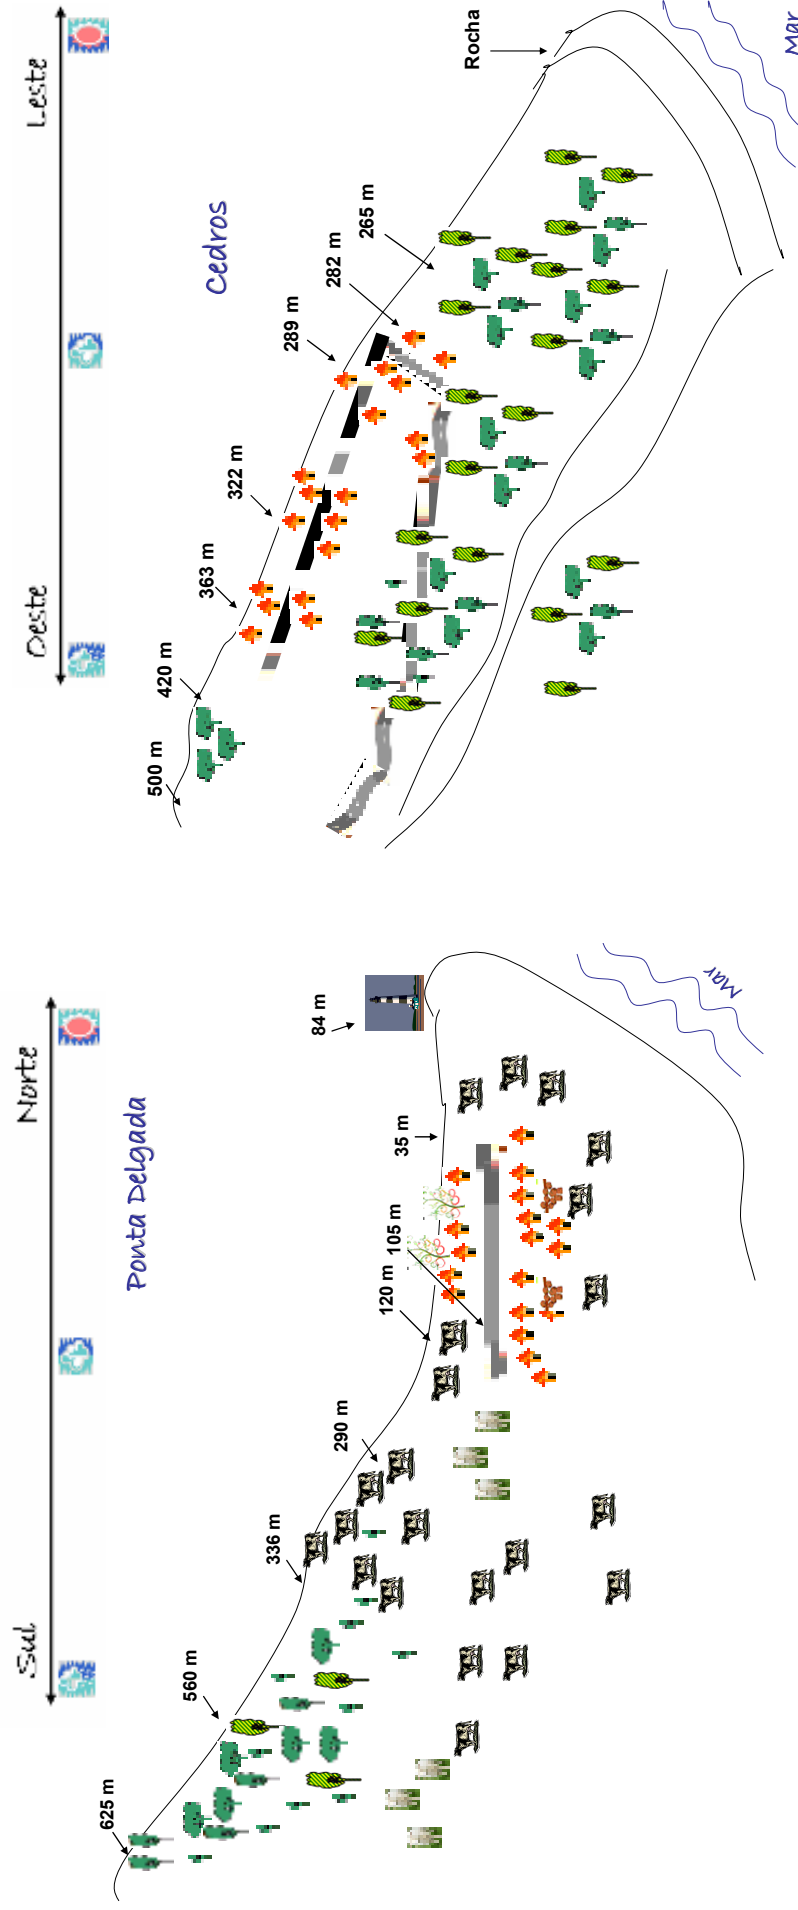 Sul
Norte
Ponta Delgada
625 m
560 m
336 m
290 m
120 m
105 m
35 m
84 m
Mar
Oeste
Leste
Cedros
500 m
420 m
363 m
322 m
289 m
282 m
265 m
Rocha
Mar